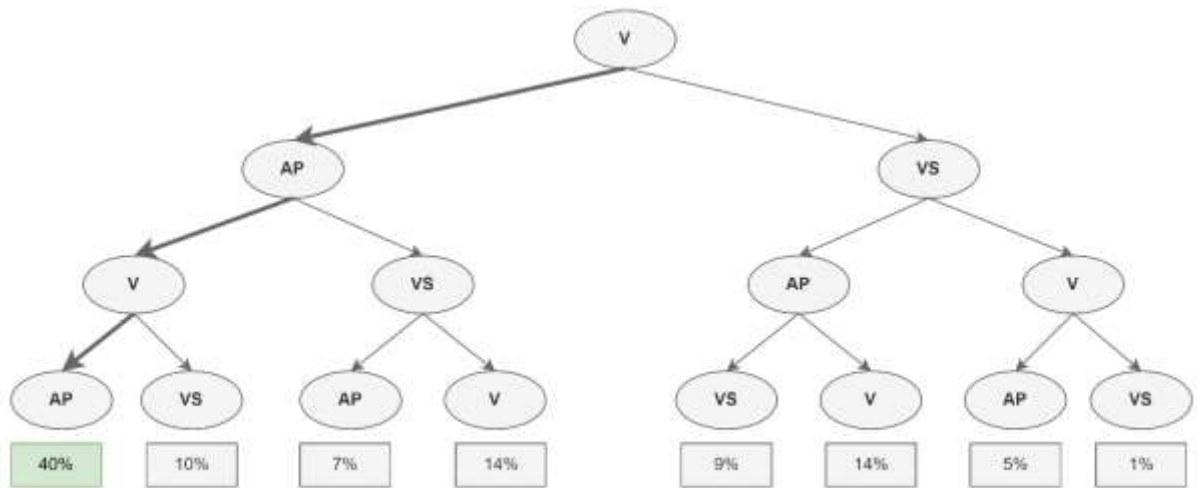 V
AP VS
V VS AP V
AP VS AP V VS V AP VS
40% 10% 7% 14% 9% 14% 5% 1%